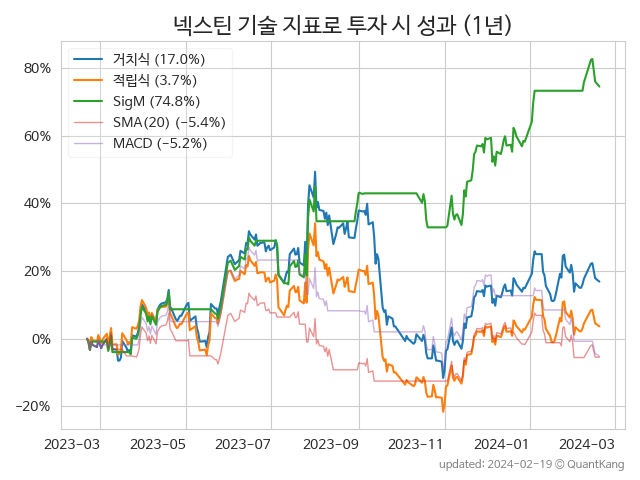 넥스틴 기술 지표로 투자 시 성과 (1년)
거치식 (17.0%)
적립식 (3.7%)
SigM (74.8%)
SMA(20) (−5.4%)
MACD (−5.2%)
80%
60%
40%
20%
0%
−20%
2023-03 2023-05 2023-07 2023-09 2023-11 2024-01 2024-03
updated: 2024-02-19 © QuantKang